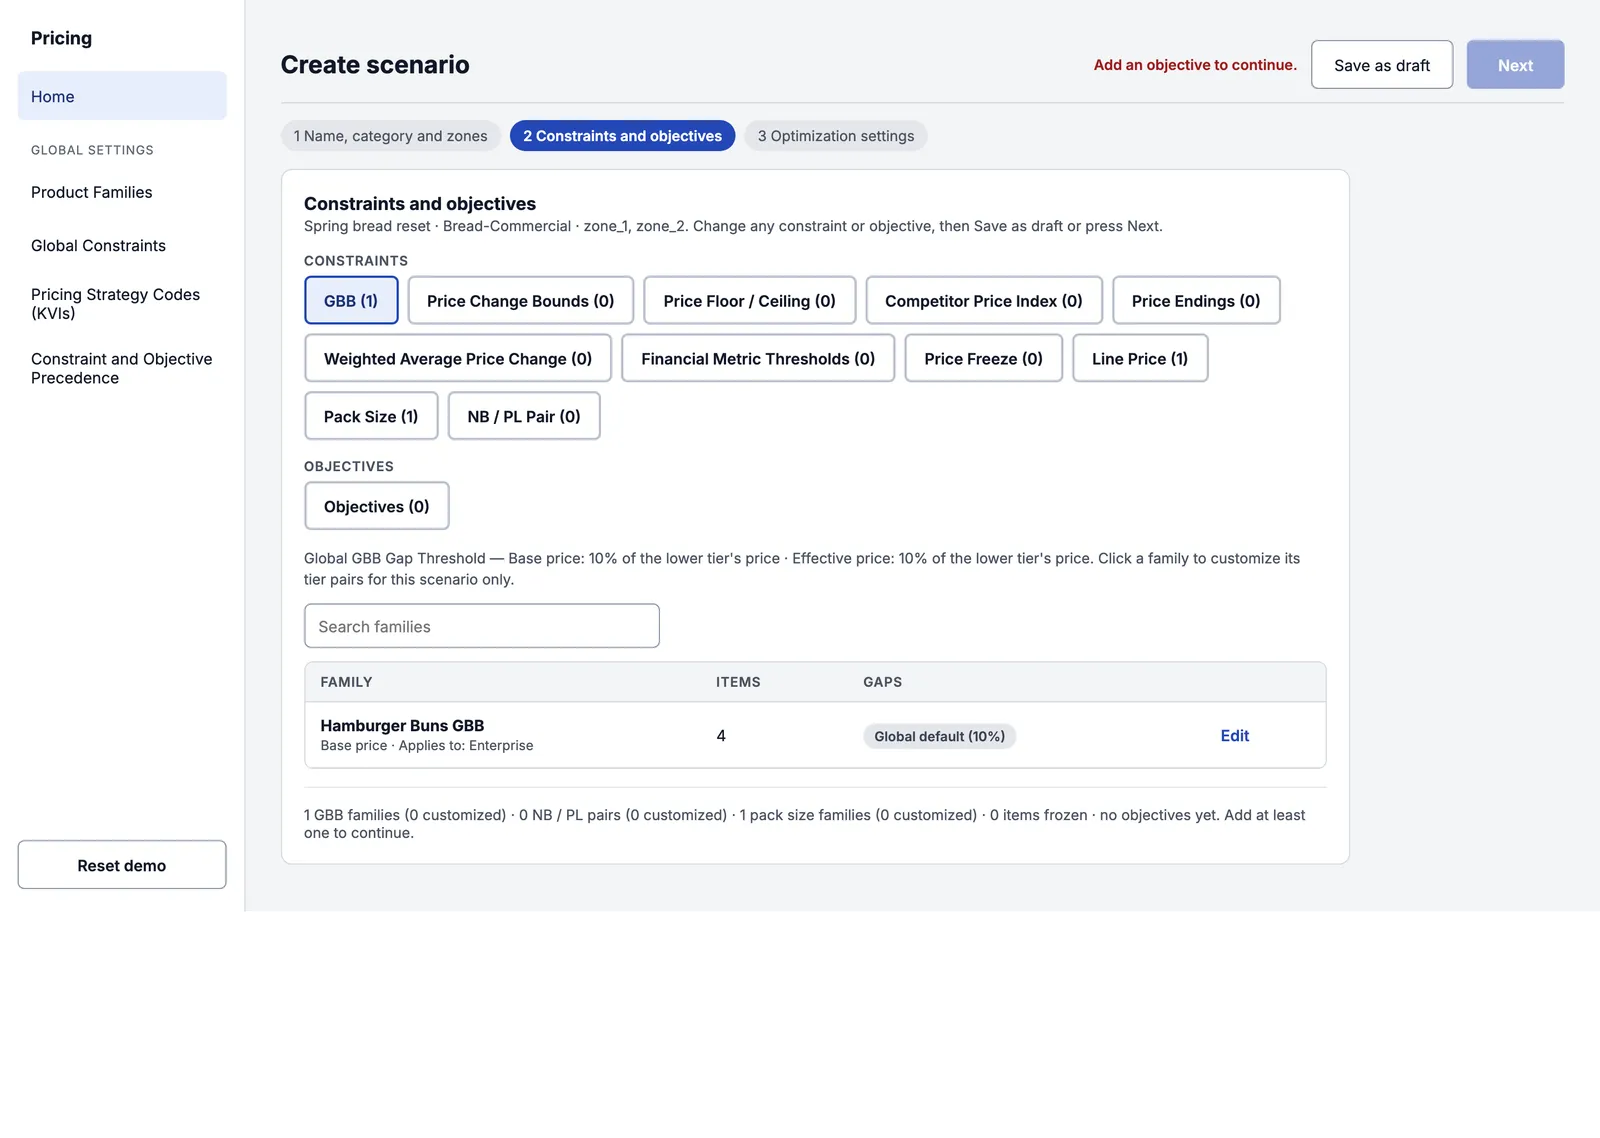 Pricing
Home
GLOBAL SETTINGS
Product Families
Global Constraints
Pricing Strategy Codes
(KVIs)
Constraint and Objective
Precedence
Reset demo
Create scenario
Add an objective to continue.
Save as draft
Next
1 Name, category and zones
2 Constraints and objectives
3 Optimization settings
Constraints and objectives
Spring bread reset · Bread-Commercial · zone_1, zone_2. Change any constraint or objective, then Save as draft or press Next.
CONSTRAINTS
GBB (1)
Price Change Bounds (0)
Price Floor / Ceiling (0)
Competitor Price Index (0)
Price Endings (0)
Weighted Average Price Change (0)
Financial Metric Thresholds (0)
Price Freeze (0)
Line Price (1)
Pack Size (1)
NB / PL Pair (0)
OBJECTIVES
Objectives (0)
Global GBB Gap Threshold — Base price: 10% of the lower tier's price · Effective price: 10% of the lower tier's price. Click a family to customize its
tier pairs for this scenario only.
Search families
FAMILY ITEMS GAPS
Hamburger Buns GBB
Base price · Applies to: Enterprise
4
Global default (10%)
Edit
1 GBB families (0 customized) · 0 NB / PL pairs (0 customized) · 1 pack size families (0 customized) · 0 items frozen · no objectives yet. Add at least
one to continue.